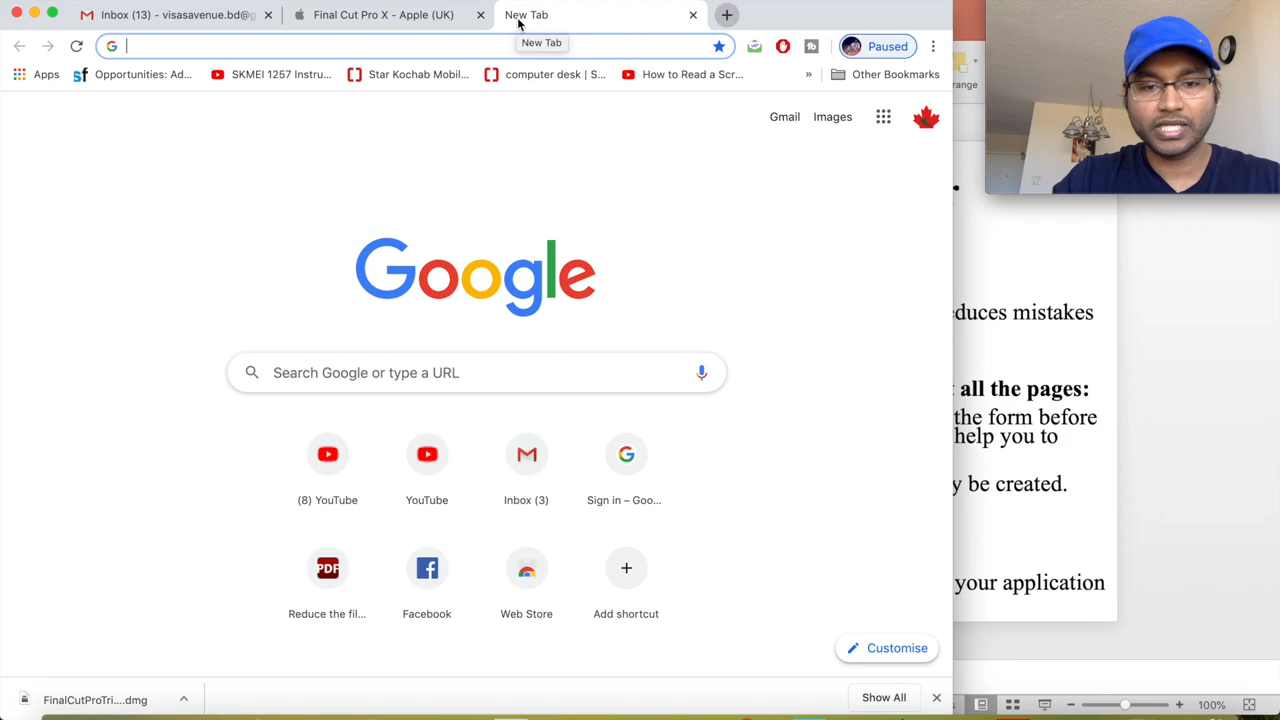 Inbox (13) - visasavenue.bd@g
Final Cut Pro X - Apple (UK)
New Tab
New Tab
Paused
Apps
Opportunities: Ad...
SKMEI 1257 Instru...
Star Kochab Mobil...
computer desk | S...
How to Read a Scr...
»
Other Bookmarks
range
Gmail
Images
Google
Search Google or type a URL
(8) YouTube
YouTube
Inbox (3)
Sign in – Goo...
PDF
Reduce the fil...
Facebook
Web Store
Add shortcut
Customise
FinalCutProTri....dmg
Show All
educes mistakes
all the pages:
the form before
help you to
y be created.
your application
100%